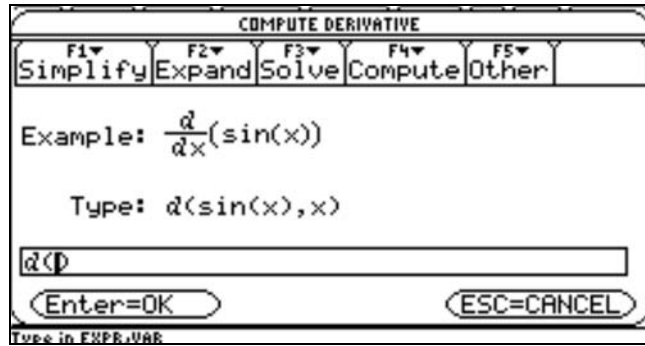 COMPUTE DERIVATIVE
F1▾ F2▾ F3▾ F4▾ F5▾
Simplify Expand Solve Compute Other
Example: d/dx(sin(x))
Type: d(sin(x),x)
d()
Enter=OK ESC=CANCEL
Type in EXPR,VAR